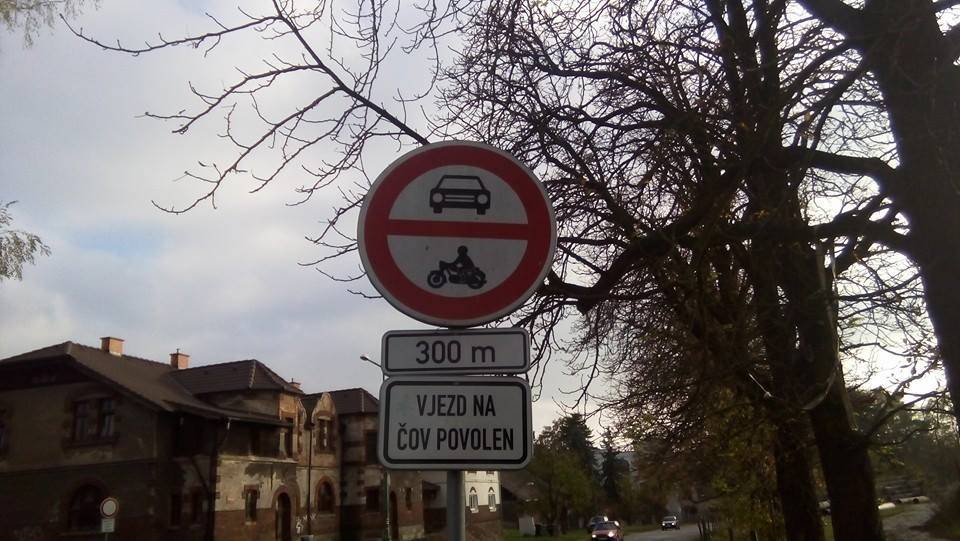 300 m
VJEZD NA
ČOV POVOLEN